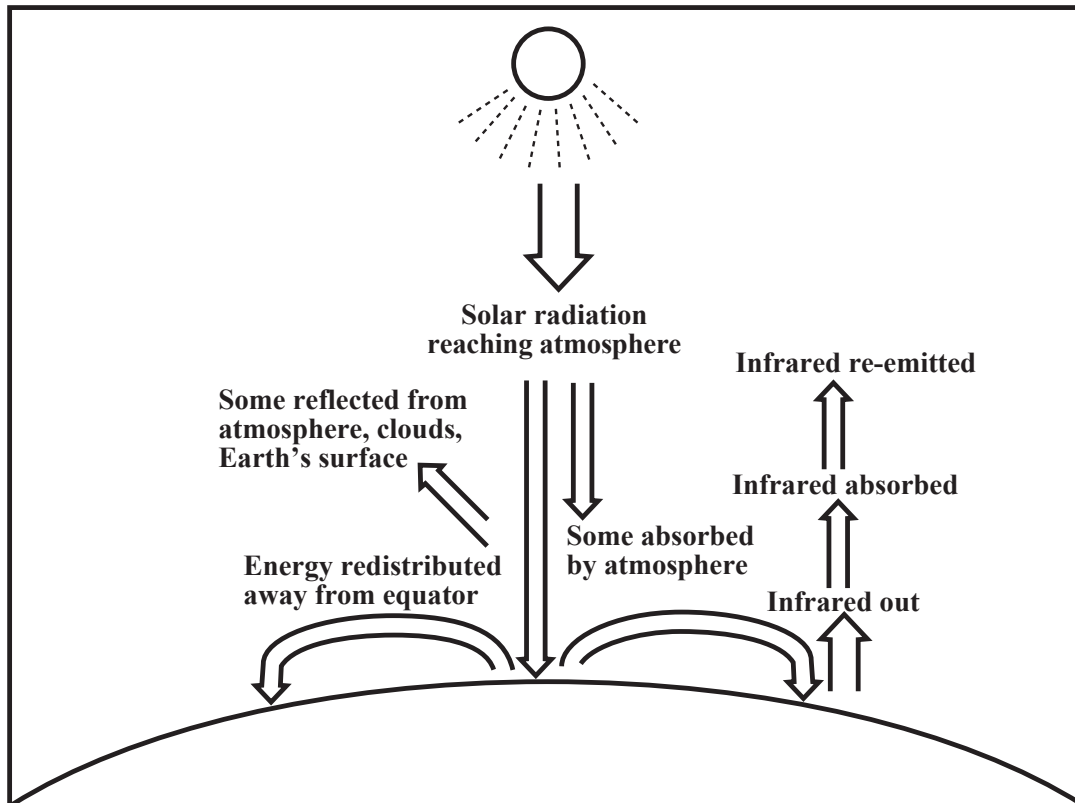 Solar radiation
reaching atmosphere
Some reflected from
atmosphere, clouds,
Earth's surface
Energy redistributed
away from equator
Some absorbed
by atmosphere
Infrared re-emitted
Infrared absorbed
Infrared out